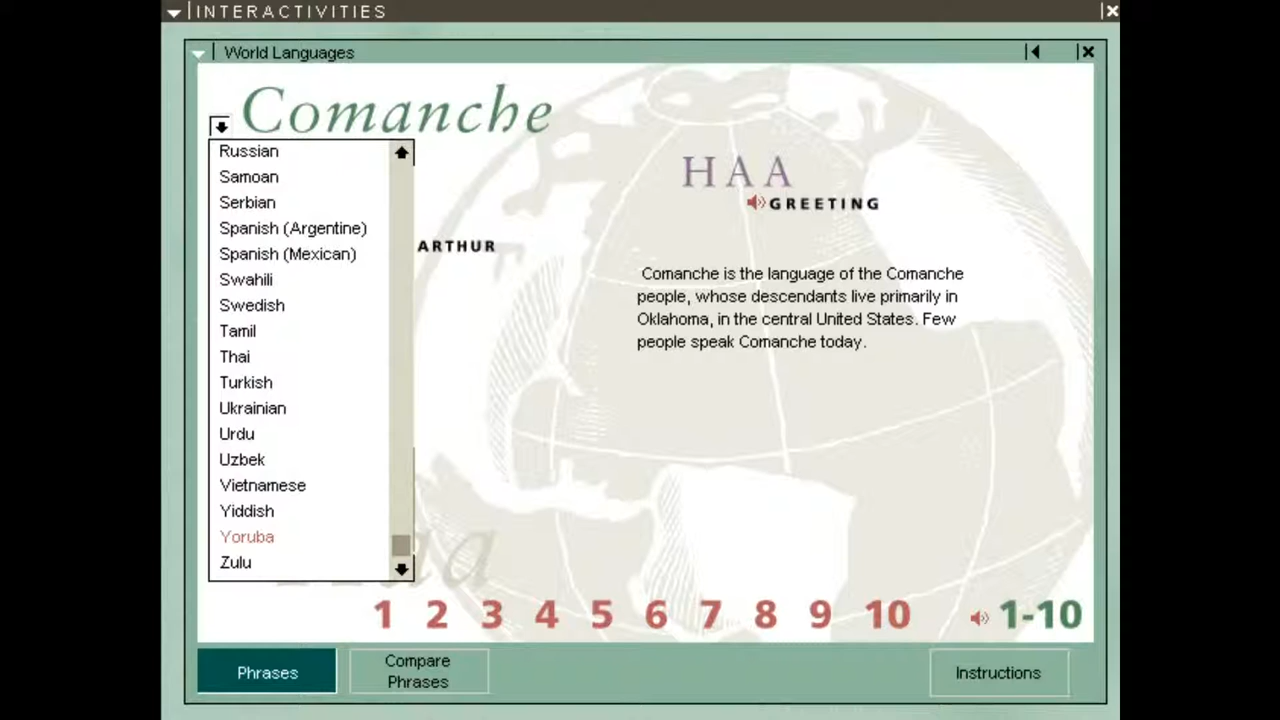 INTERACTIVITIES
World Languages
Comanche
Russian
Samoan
Serbian
Spanish (Argentine)
Spanish (Mexican)
Swahili
Swedish
Tamil
Thai
Turkish
Ukrainian
Urdu
Uzbek
Vietnamese
Yiddish
Yoruba
Zulu
ARTHUR
HAA
GREETING
Comanche is the language of the Comanche
people, whose descendants live primarily in
Oklahoma, in the central United States. Few
people speak Comanche today.
1 2 3 4 5 6 7 8 9 10 1-10
Phrases
Compare
Phrases
Instructions